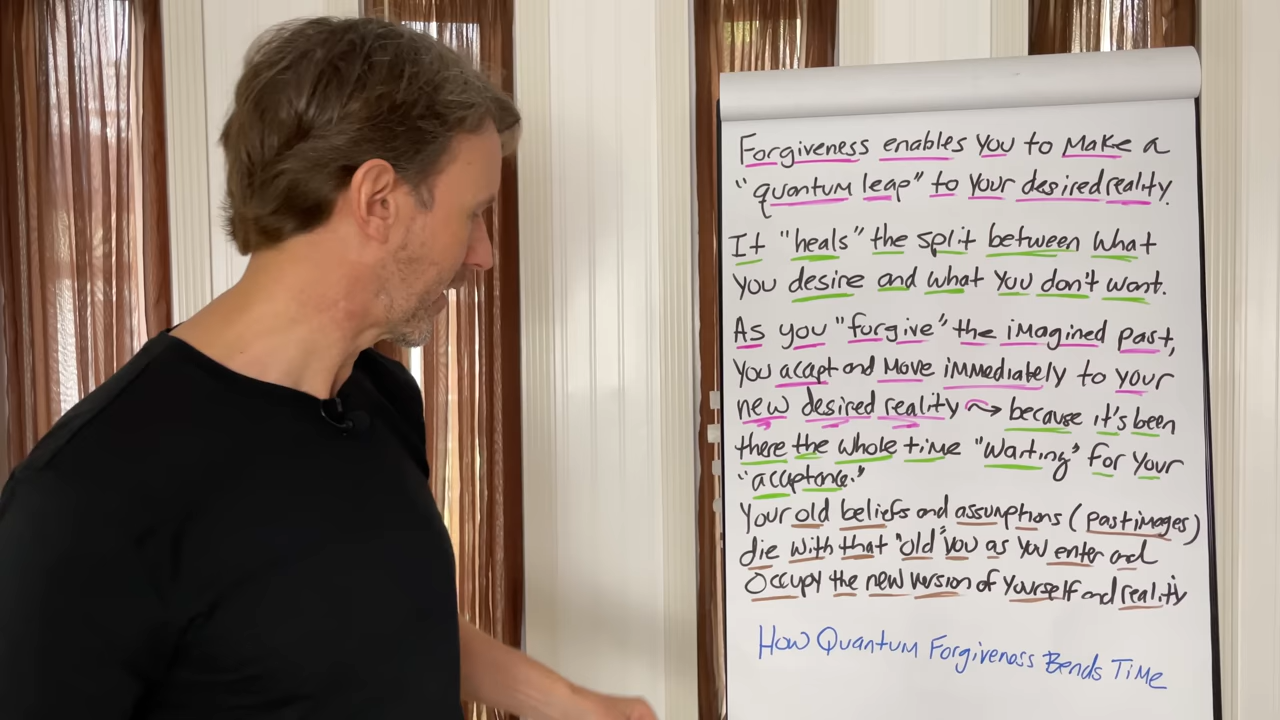 Forgiveness enables you to make a
"quantum leap" to your desired reality.
It "heals" the split between what
you desire and what you don't want.
As you "forgive" the imagined past,
you accept and move immediately to your
new desired reality → because it's been
there the whole time "waiting" for your
"acceptance."
Your old beliefs and assumptions (past images)
die with that "old" you as you enter and
occupy the new version of yourself and reality
How Quantum Forgiveness Bends Time